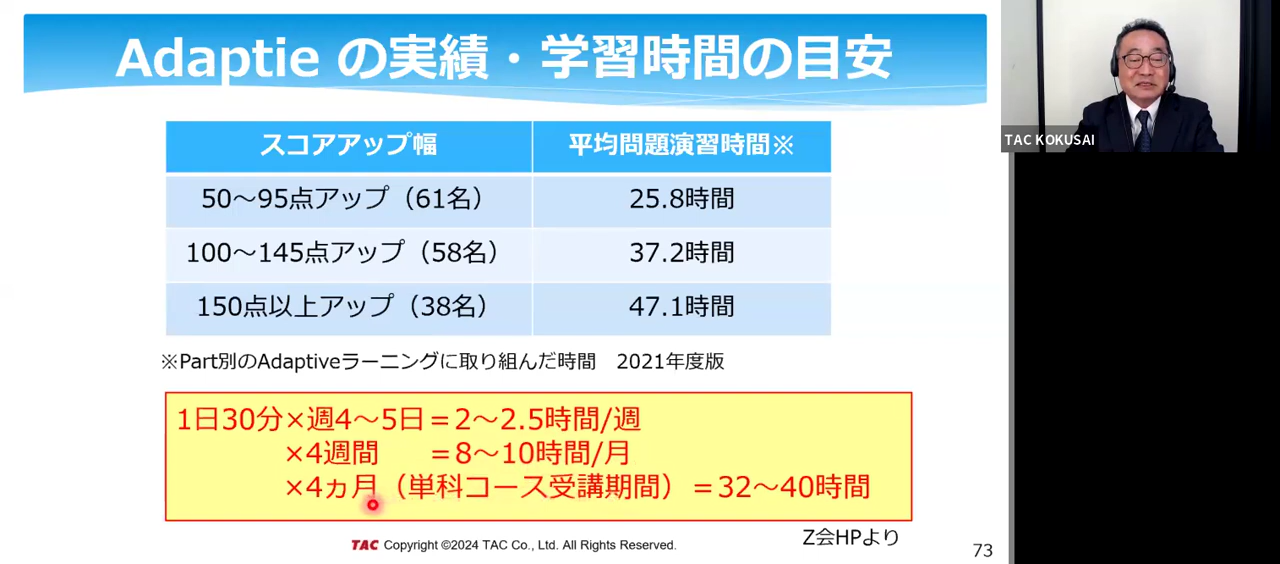 Adaptie の実績・学習時間の目安
スコアアップ幅 平均問題演習時間※
50～95点アップ（61名） 25.8時間
100～145点アップ（58名） 37.2時間
150点以上アップ（38名） 47.1時間
※Part別のAdaptiveラーニングに取り組んだ時間　2021年度版
1日30分×週4～5日＝2～2.5時間/週
×4週間　＝8～10時間/月
×4ヵ月（単科コース受講期間）＝32～40時間
Z会HPより
TAC Copyright ©2024 TAC Co., Ltd. All Rights Reserved.
73
TAC KOKUSAI